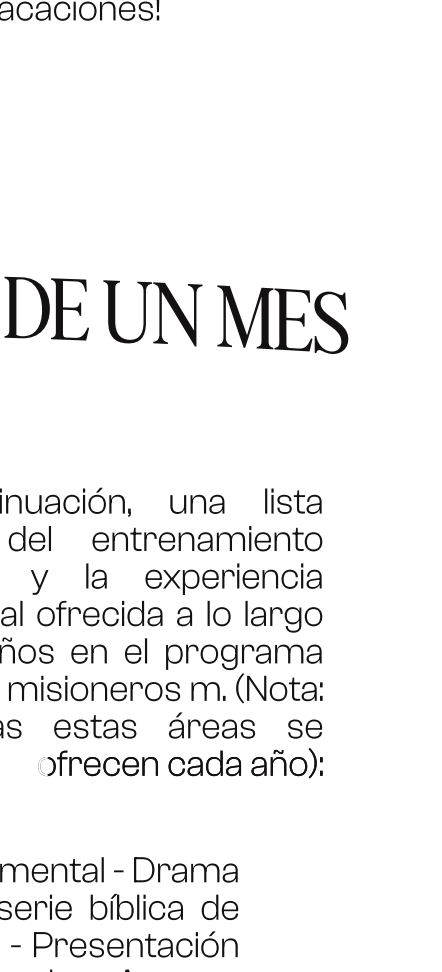 acaciones!
DE UN MES
inuación, una lista
del entrenamiento
y la experiencia
al ofrecida a lo largo
ños en el programa
misioneros m. (Nota:
as estas áreas se
ofrecen cada año):
mental - Drama
serie bíblica de
- Presentación